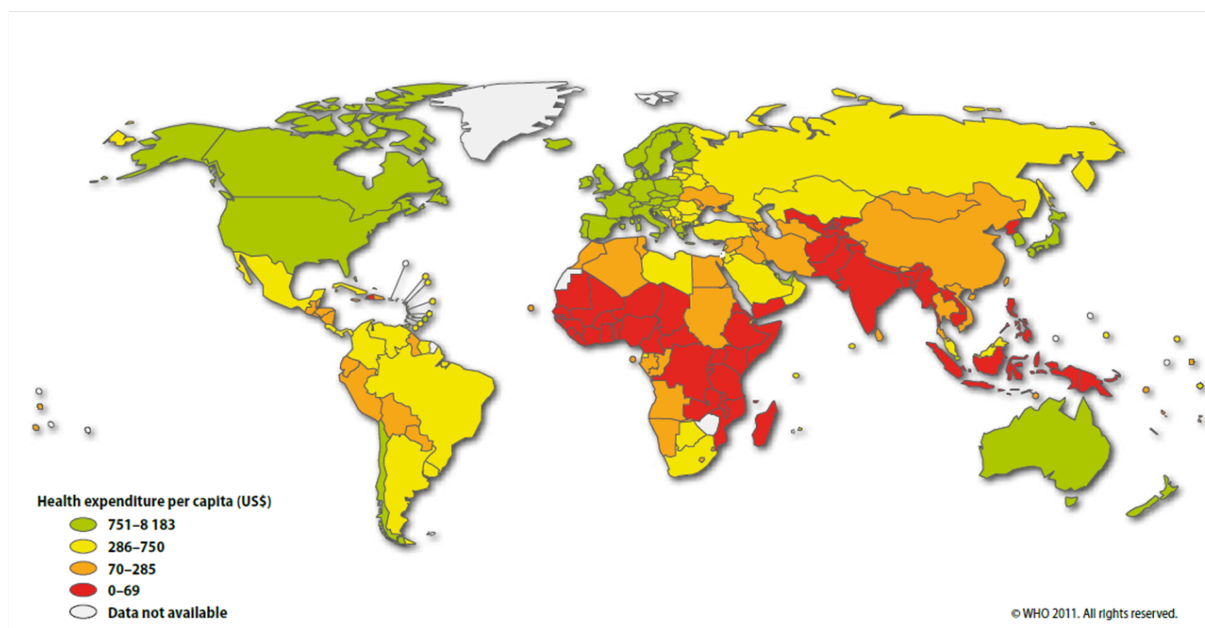 Health expenditure per capita (US$)
751–8 183
286–750
70–285
0–69
Data not available
© WHO 2011. All rights reserved.